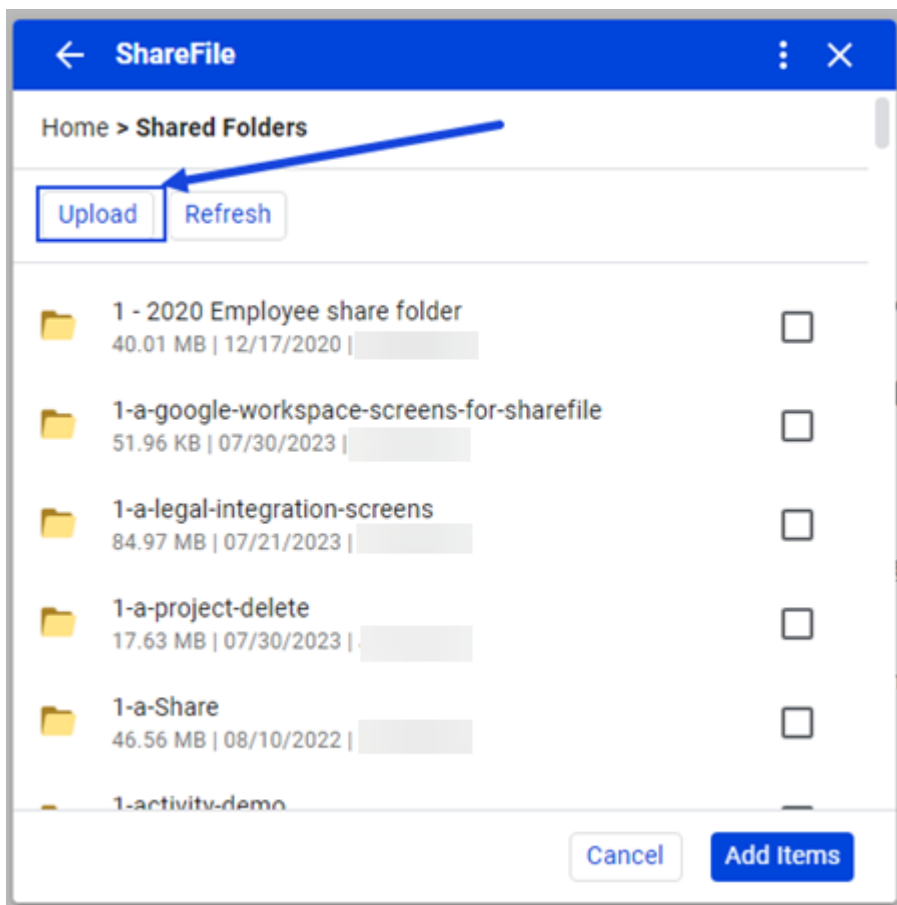 ShareFile
Home > Shared Folders
Upload Refresh
1 - 2020 Employee share folder
40.01 MB | 12/17/2020 |
1-a-google-workspace-screens-for-sharefile
51.96 KB | 07/30/2023 |
1-a-legal-integration-screens
84.97 MB | 07/21/2023 |
1-a-project-delete
17.63 MB | 07/30/2023 |
1-a-Share
46.56 MB | 08/10/2022 |
1-activity-demo
Cancel Add Items